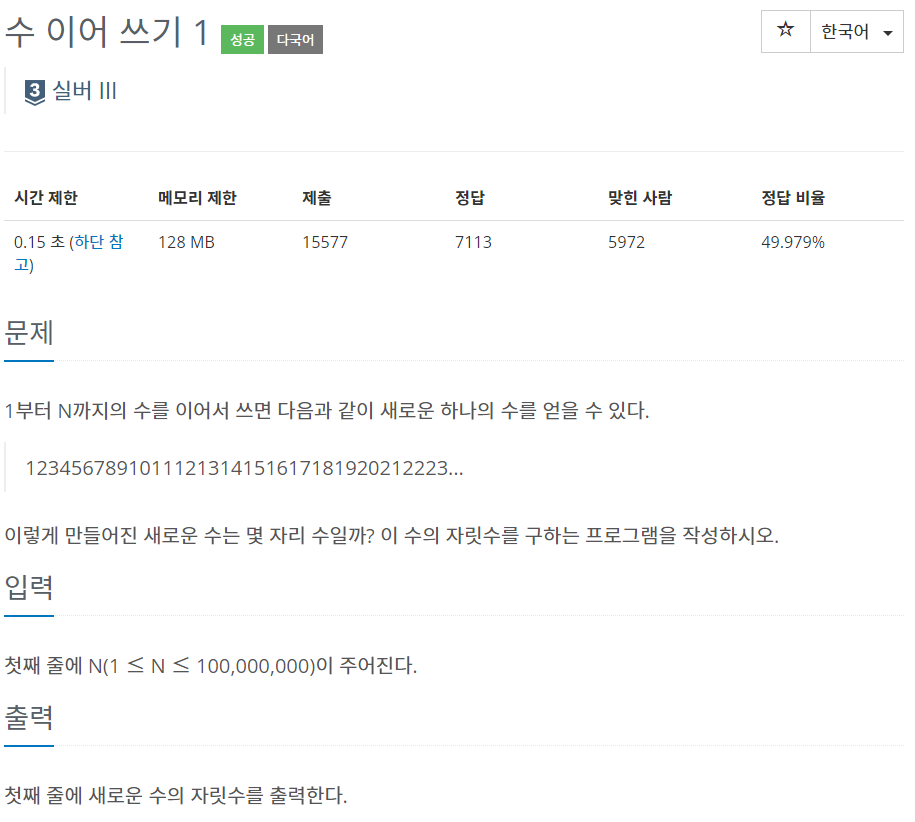 수 이어 쓰기 1 성공 다국어
☆ 한국어
3 실버 III
시간 제한 메모리 제한 제출 정답 맞힌 사람 정답 비율
0.15 초 (하단 참
고) 128 MB 15577 7113 5972 49.979%
문제
1부터 N까지의 수를 이어서 쓰면 다음과 같이 새로운 하나의 수를 얻을 수 있다.
1234567891011121314151617181920212223...
이렇게 만들어진 새로운 수는 몇 자리 수일까? 이 수의 자릿수를 구하는 프로그램을 작성하시오.
입력
첫째 줄에 N(1 ≤ N ≤ 100,000,000)이 주어진다.
출력
첫째 줄에 새로운 수의 자릿수를 출력한다.